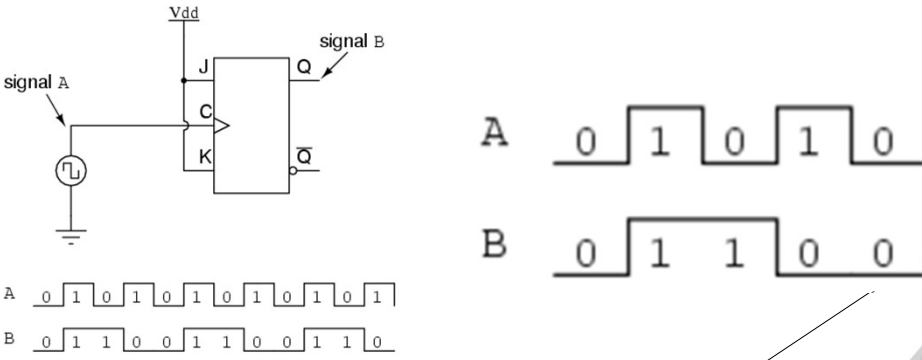 Vdd
signal B
J
Q
signal A
C
K
Q̅
A 0 1 0 1 0
B 0 1 1 0 0
A 0 1 0 1 0 1 0 1 0 1 0 1
B 0 1 1 0 0 1 1 0 0 1 1 0